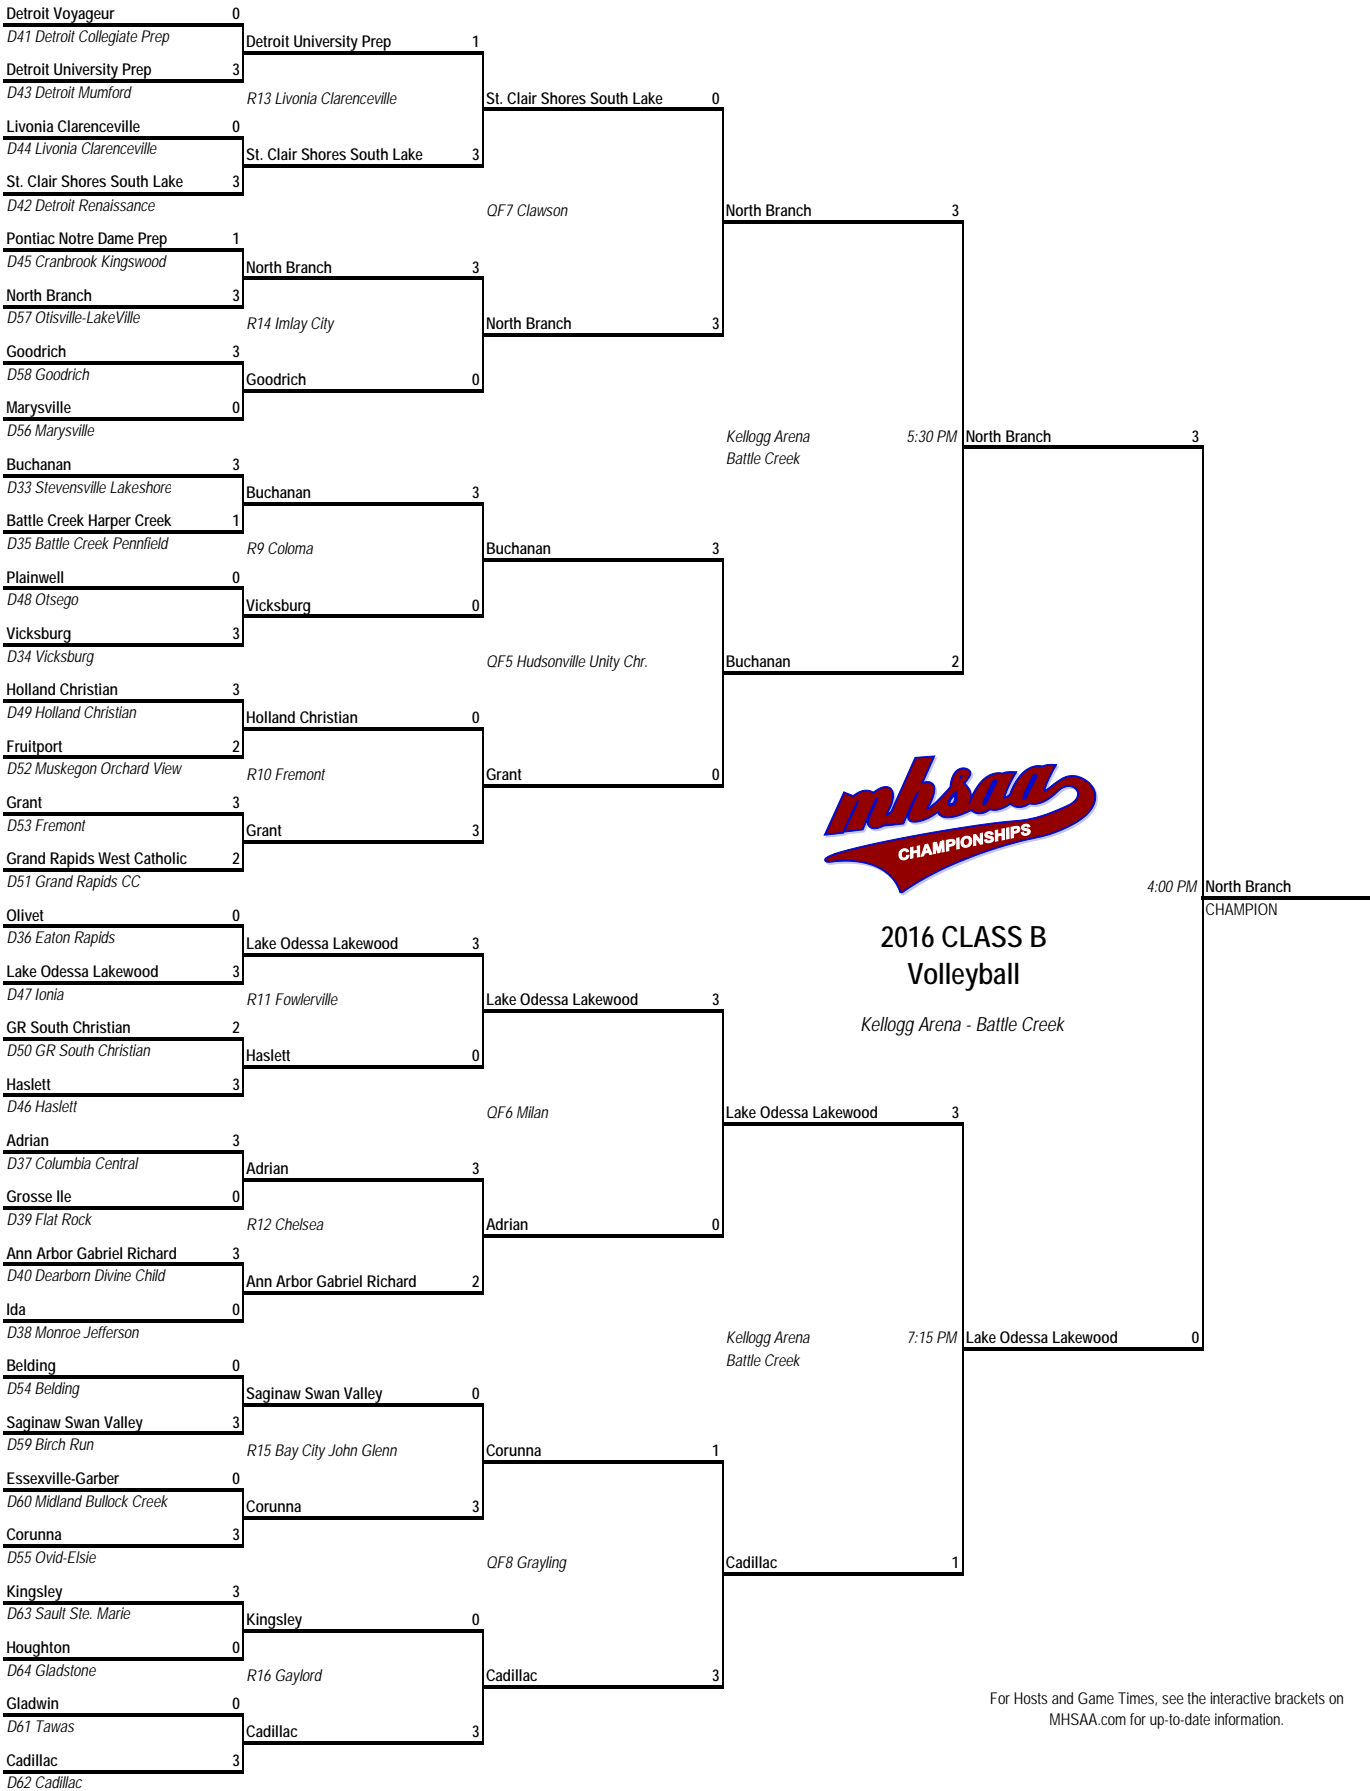 Detroit Voyageur 0
D41 Detroit Collegiate Prep
Detroit University Prep 1
Detroit University Prep 3
D43 Detroit Mumford
R13 Livonia Clarenceville
St. Clair Shores South Lake 0
Livonia Clarenceville 0
D44 Livonia Clarenceville
St. Clair Shores South Lake 3
St. Clair Shores South Lake 3
D42 Detroit Renaissance
QF7 Clawson
North Branch 3
Pontiac Notre Dame Prep 1
D45 Cranbrook Kingswood
North Branch 3
North Branch 3
D57 Otisville-LakeVille
R14 Imlay City
North Branch 3
Goodrich 3
D58 Goodrich
Goodrich 0
Marysville 0
D56 Marysville
Kellogg Arena
Battle Creek
5:30 PM
North Branch 3
Buchanan 3
D33 Stevensville Lakeshore
Buchanan 3
Battle Creek Harper Creek 1
D35 Battle Creek Pennfield
R9 Coloma
Buchanan 3
Plainwell 0
D48 Otsego
Vicksburg 0
Vicksburg 3
D34 Vicksburg
QF5 Hudsonville Unity Chr.
Buchanan 2
Holland Christian 3
D49 Holland Christian
Holland Christian 0
Fruitport 2
D52 Muskegon Orchard View
R10 Fremont
Grant 0
Grant 3
D53 Fremont
Grant 3
Grand Rapids West Catholic 2
D51 Grand Rapids CC
mhsaa
CHAMPIONSHIPS
4:00 PM
North Branch
CHAMPION
2016 CLASS B
Volleyball
Kellogg Arena - Battle Creek
Olivet 0
D36 Eaton Rapids
Lake Odessa Lakewood 3
Lake Odessa Lakewood 3
D47 Ionia
R11 Fowlerville
Lake Odessa Lakewood 3
GR South Christian 2
D50 GR South Christian
Haslett 0
Haslett 3
D46 Haslett
QF6 Milan
Lake Odessa Lakewood 3
Adrian 3
D37 Columbia Central
Adrian 3
Grosse Ile 0
D39 Flat Rock
R12 Chelsea
Adrian 0
Ann Arbor Gabriel Richard 3
D40 Dearborn Divine Child
Ann Arbor Gabriel Richard 2
Ida 0
D38 Monroe Jefferson
Kellogg Arena
Battle Creek
7:15 PM
Lake Odessa Lakewood 0
Belding 0
D54 Belding
Saginaw Swan Valley 0
Saginaw Swan Valley 3
D59 Birch Run
R15 Bay City John Glenn
Corunna 1
Essexville-Garber 0
D60 Midland Bullock Creek
Corunna 3
Corunna 3
D55 Ovid-Elsie
QF8 Grayling
Cadillac 1
Kingsley 3
D63 Sault Ste. Marie
Kingsley 0
Houghton 0
D64 Gladstone
R16 Gaylord
Cadillac 3
Gladwin 0
D61 Tawas
Cadillac 3
Cadillac 3
D62 Cadillac
For Hosts and Game Times, see the interactive brackets on
MHSAA.com for up-to-date information.